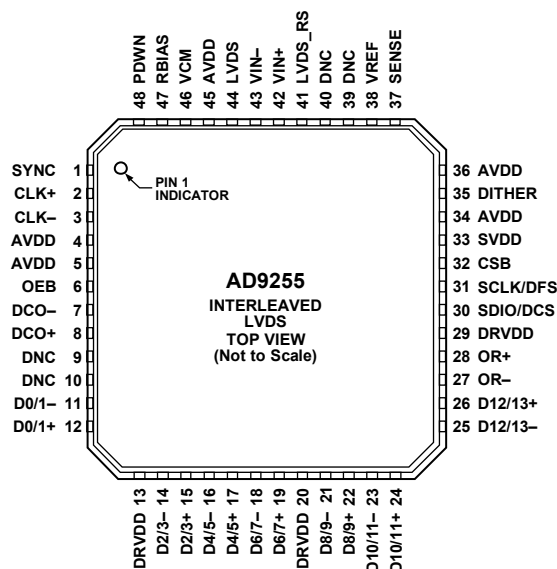 48 PDWN
47 RBIAS
46 VCM
45 AVDD
44 LVDS
43 VIN–
42 VIN+
41 LVDS_RS
40 DNC
39 DNC
38 VREF
37 SENSE
SYNC 1
CLK+ 2
CLK– 3
AVDD 4
AVDD 5
OEB 6
DCO– 7
DCO+ 8
DNC 9
DNC 10
D0/1– 11
D0/1+ 12
PIN 1
INDICATOR
AD9255
INTERLEAVED
LVDS
TOP VIEW
(Not to Scale)
36 AVDD
35 DITHER
34 AVDD
33 SVDD
32 CSB
31 SCLK/DFS
30 SDIO/DCS
29 DRVDD
28 OR+
27 OR–
26 D12/13+
25 D12/13–
DRVDD 13
D2/3– 14
D2/3+ 15
D4/5– 16
D4/5+ 17
D6/7– 18
D6/7+ 19
DRVDD 20
D8/9– 21
D8/9+ 22
D10/11– 23
D10/11+ 24